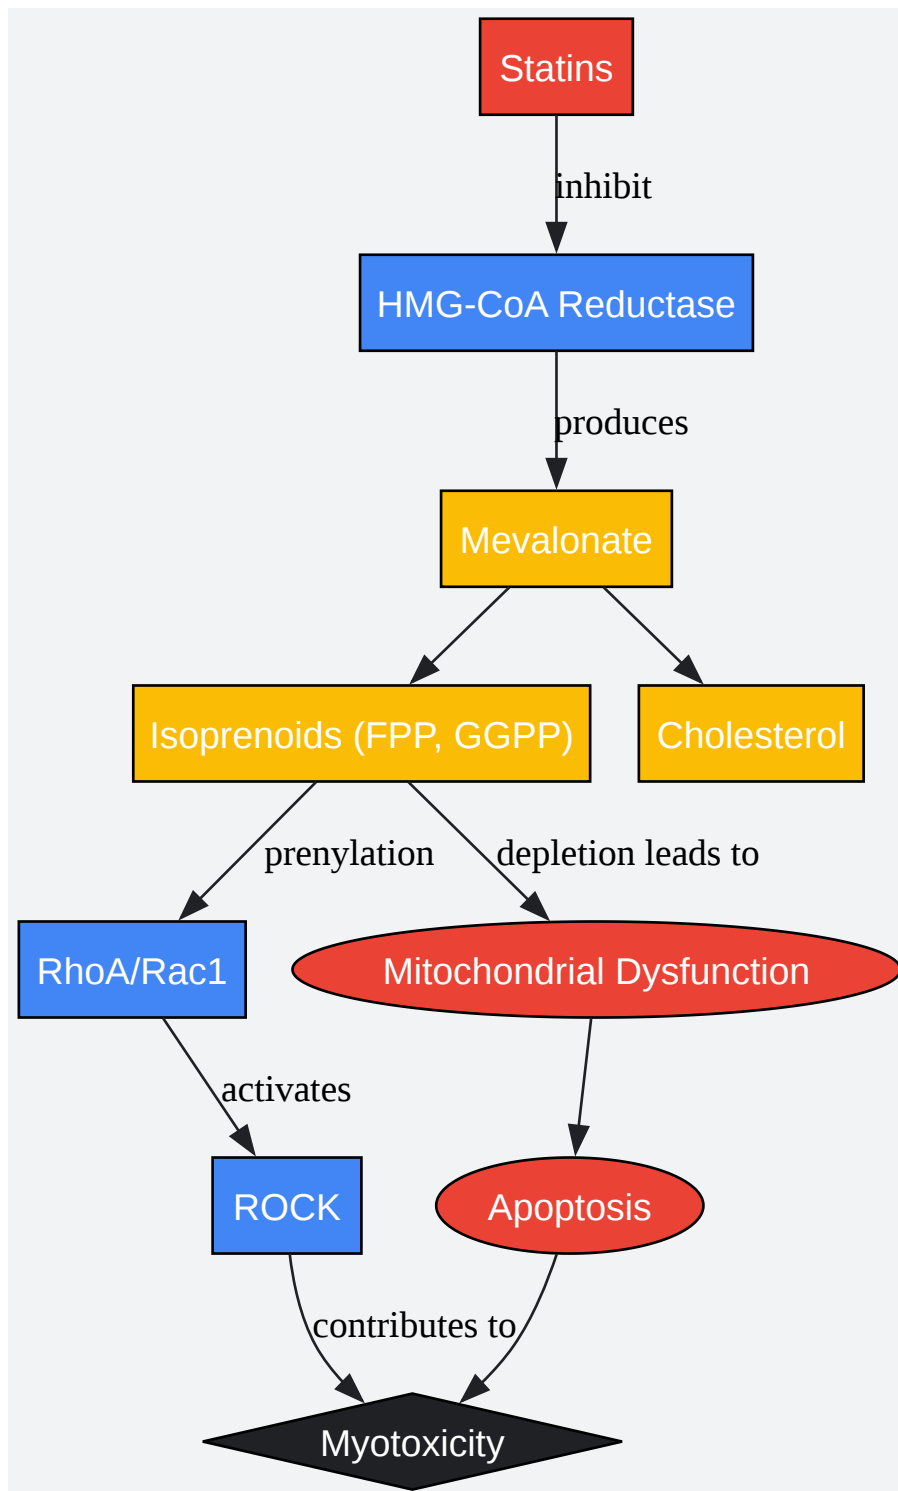 Statins
inhibit
HMG-CoA Reductase
produces
Mevalonate
Isoprenoids (FPP, GGPP)
Cholesterol
prenylation
depletion leads to
RhoA/Rac1
Mitochondrial Dysfunction
activates
ROCK
Apoptosis
contributes to
Myotoxicity